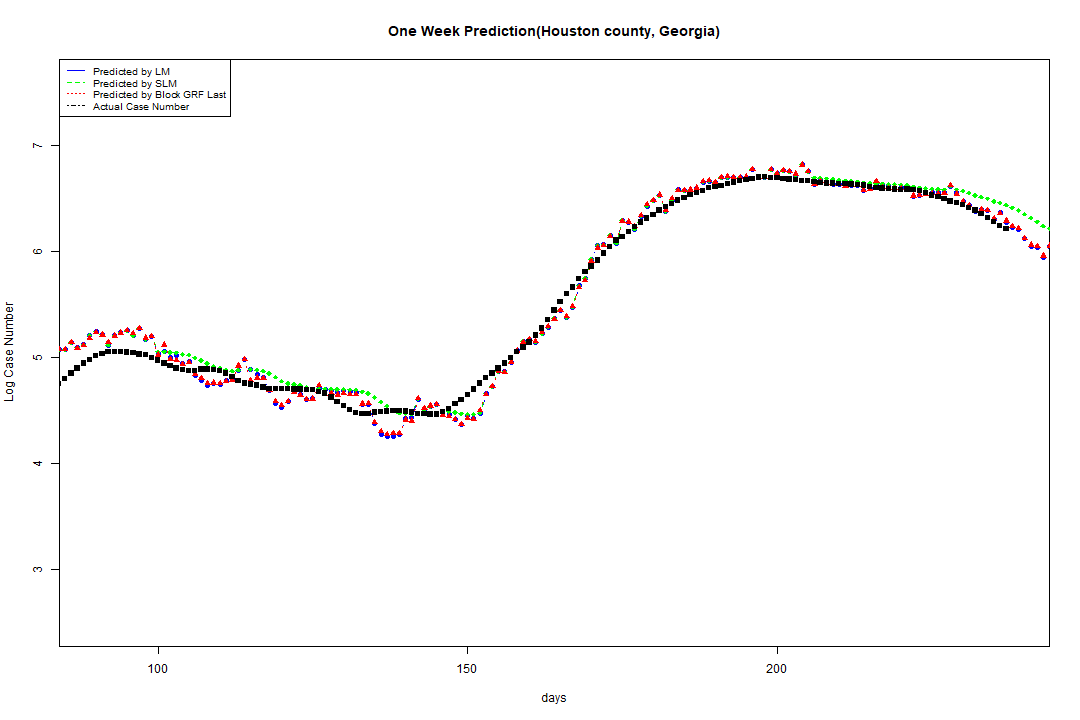 One Week Prediction(Houston county, Georgia)
Predicted by LM
Predicted by SLM
Predicted by Block GRF Last
Actual Case Number
7
6
5
4
3
Log Case Number
100 150 200
days